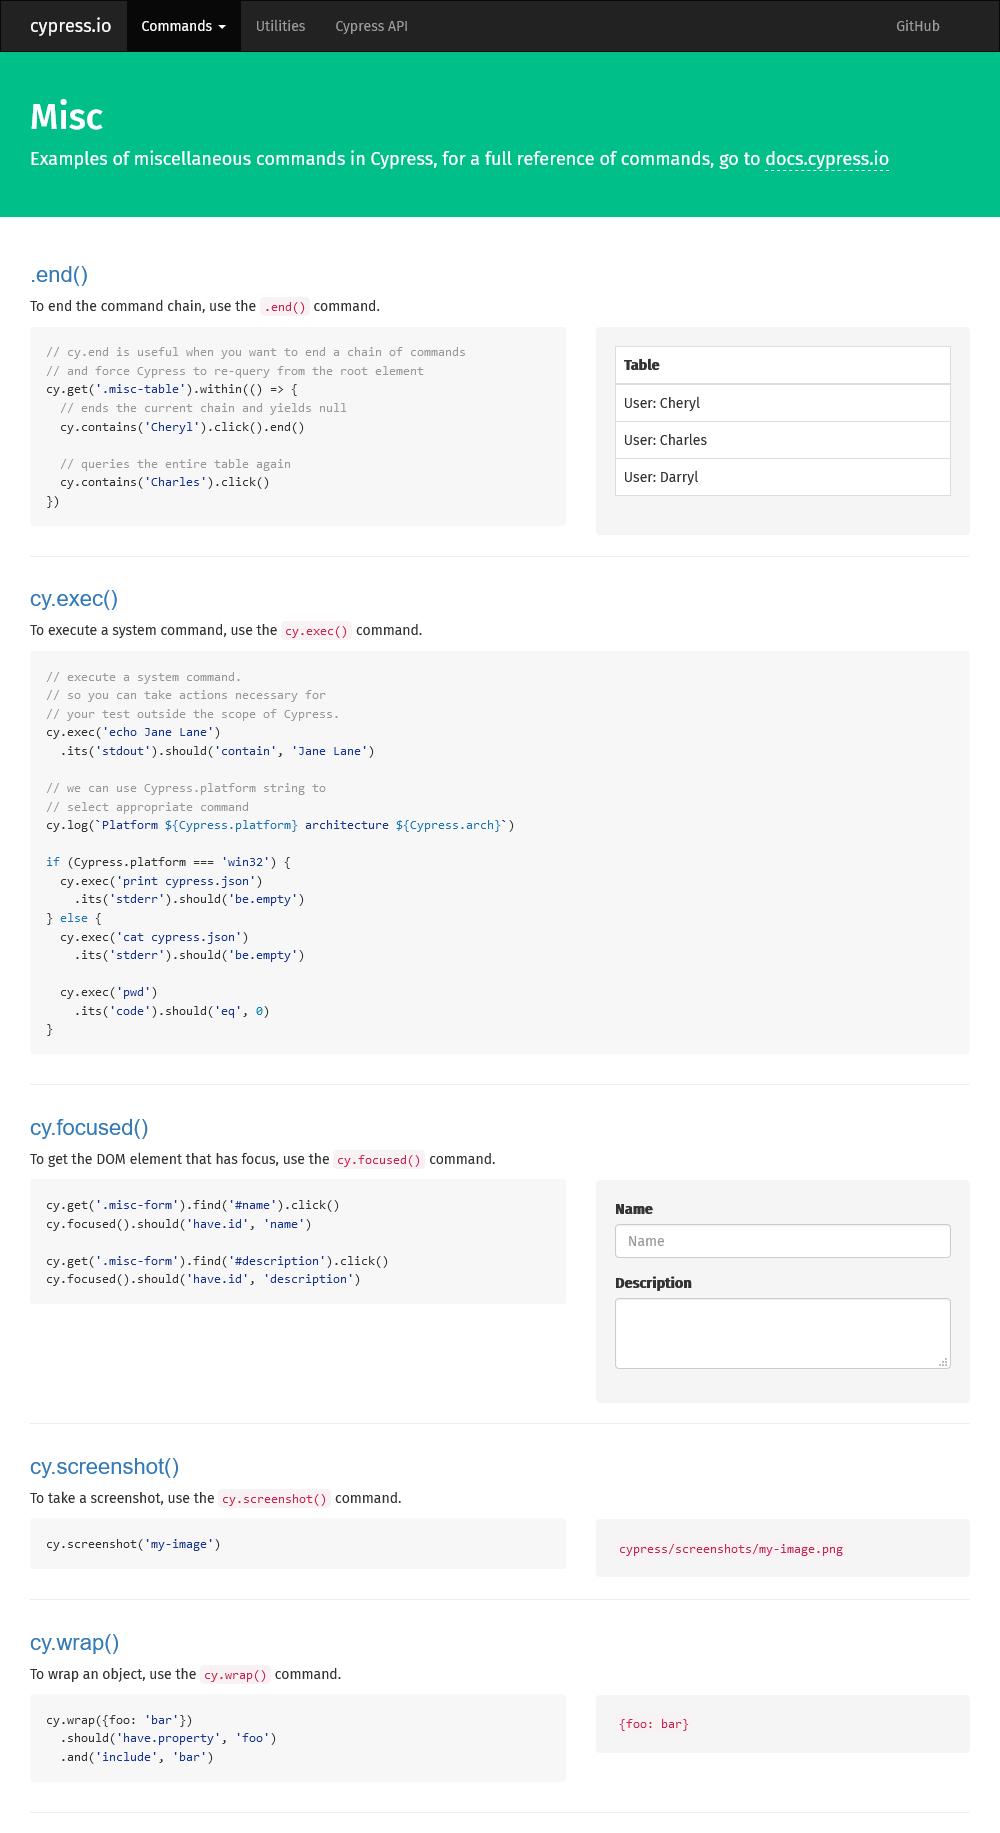 cypress.io Commands Utilities Cypress API GitHub
Misc
Examples of miscellaneous commands in Cypress, for a full reference of commands, go to docs.cypress.io
.end()
To end the command chain, use the .end() command.
// cy.end is useful when you want to end a chain of commands
// and force Cypress to re-query from the root element
cy.get('.misc-table').within(() => {
  // ends the current chain and yields null
  cy.contains('Cheryl').click().end()
  // queries the entire table again
  cy.contains('Charles').click()
})
Table
User: Cheryl
User: Charles
User: Darryl
cy.exec()
To execute a system command, use the cy.exec() command.
// execute a system command.
// so you can take actions necessary for
// your test outside the scope of Cypress.
cy.exec('echo Jane Lane')
  .its('stdout').should('contain', 'Jane Lane')
// we can use Cypress.platform string to
// select appropriate command
cy.log(`Platform ${Cypress.platform} architecture ${Cypress.arch}`)
if (Cypress.platform === 'win32') {
  cy.exec('print cypress.json')
    .its('stderr').should('be.empty')
} else {
  cy.exec('cat cypress.json')
    .its('stderr').should('be.empty')
  cy.exec('pwd')
    .its('code').should('eq', 0)
}
cy.focused()
To get the DOM element that has focus, use the cy.focused() command.
cy.get('.misc-form').find('#name').click()
cy.focused().should('have.id', 'name')
cy.get('.misc-form').find('#description').click()
cy.focused().should('have.id', 'description')
Name
Name
Description
cy.screenshot()
To take a screenshot, use the cy.screenshot() command.
cy.screenshot('my-image')
cypress/screenshots/my-image.png
cy.wrap()
To wrap an object, use the cy.wrap() command.
cy.wrap({foo: 'bar'})
  .should('have.property', 'foo')
  .and('include', 'bar')
{foo: bar}